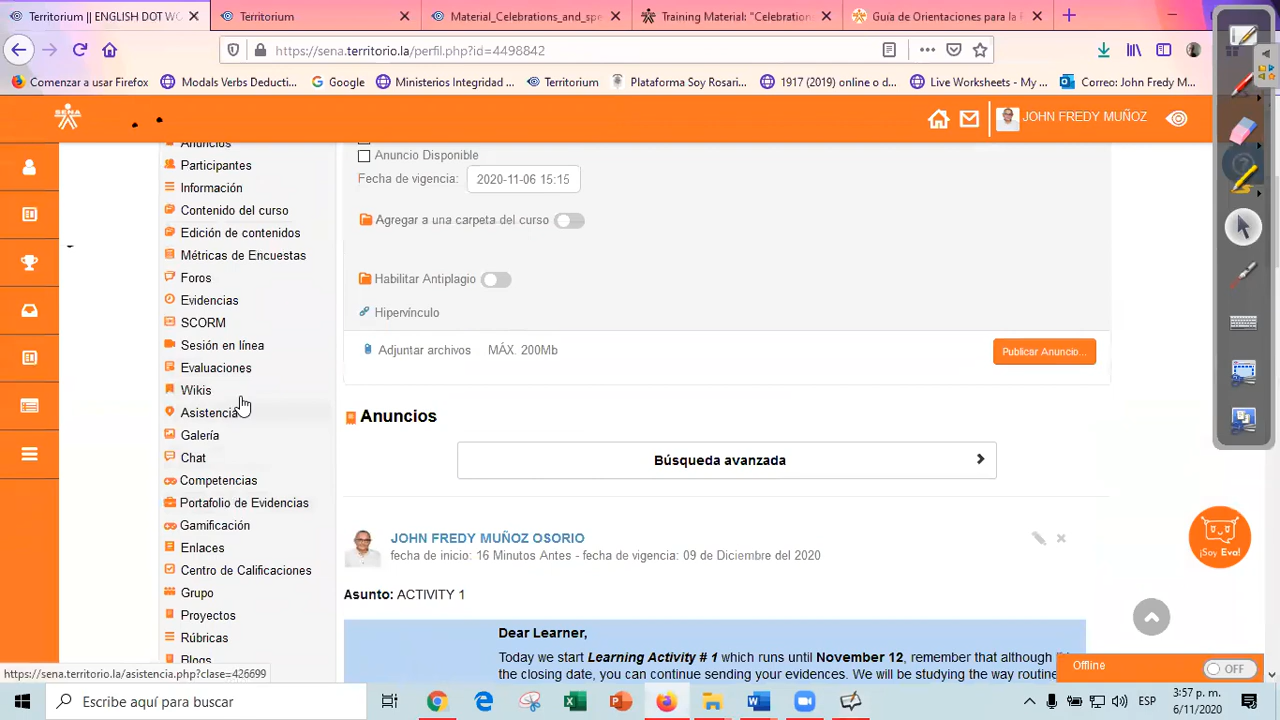 Territorium || ENGLISH DOT WO
Territorium
Material_Celebrations_and_spe
Training Material: "Celebration
Guía de Orientaciones para la
https://sena.territorio.la/perfil.php?id=4498842
Comenzar a usar Firefox
Modals Verbs Deducti...
Google
Ministerios Integridad ...
Territorium
Plataforma Soy Rosari...
1917 (2019) online o d...
Live Worksheets - My ...
Correo: John Fredy M...
SENA
JOHN FREDY MUÑOZ
Anuncios
Participantes
Información
Contenido del curso
Edición de contenidos
Métricas de Encuestas
Foros
Evidencias
SCORM
Sesión en línea
Evaluaciones
Wikis
Asistencia
Galería
Chat
Competencias
Portafolio de Evidencias
Gamificación
Enlaces
Centro de Calificaciones
Grupo
Proyectos
Rúbricas
Blogs
Anuncio Disponible
Fecha de vigencia: 2020-11-06 15:15
Agregar a una carpeta del curso
Habilitar Antiplagio
Hipervínculo
Adjuntar archivos MÁX. 200Mb
Publicar Anuncio...
Anuncios
Búsqueda avanzada
JOHN FREDY MUÑOZ OSORIO
fecha de inicio: 16 Minutos Antes - fecha de vigencia: 09 de Diciembre del 2020
Asunto: ACTIVITY 1
Dear Learner,
Today we start Learning Activity # 1 which runs until November 12, remember that although
the closing date, you can continue sending your evidences. We will be studying the way routine
¡Soy Eva!
Offline
OFF
https://sena.territorio.la/asistencia.php?clase=426699
Escribe aquí para buscar
ESP
3:57 p. m.
6/11/2020